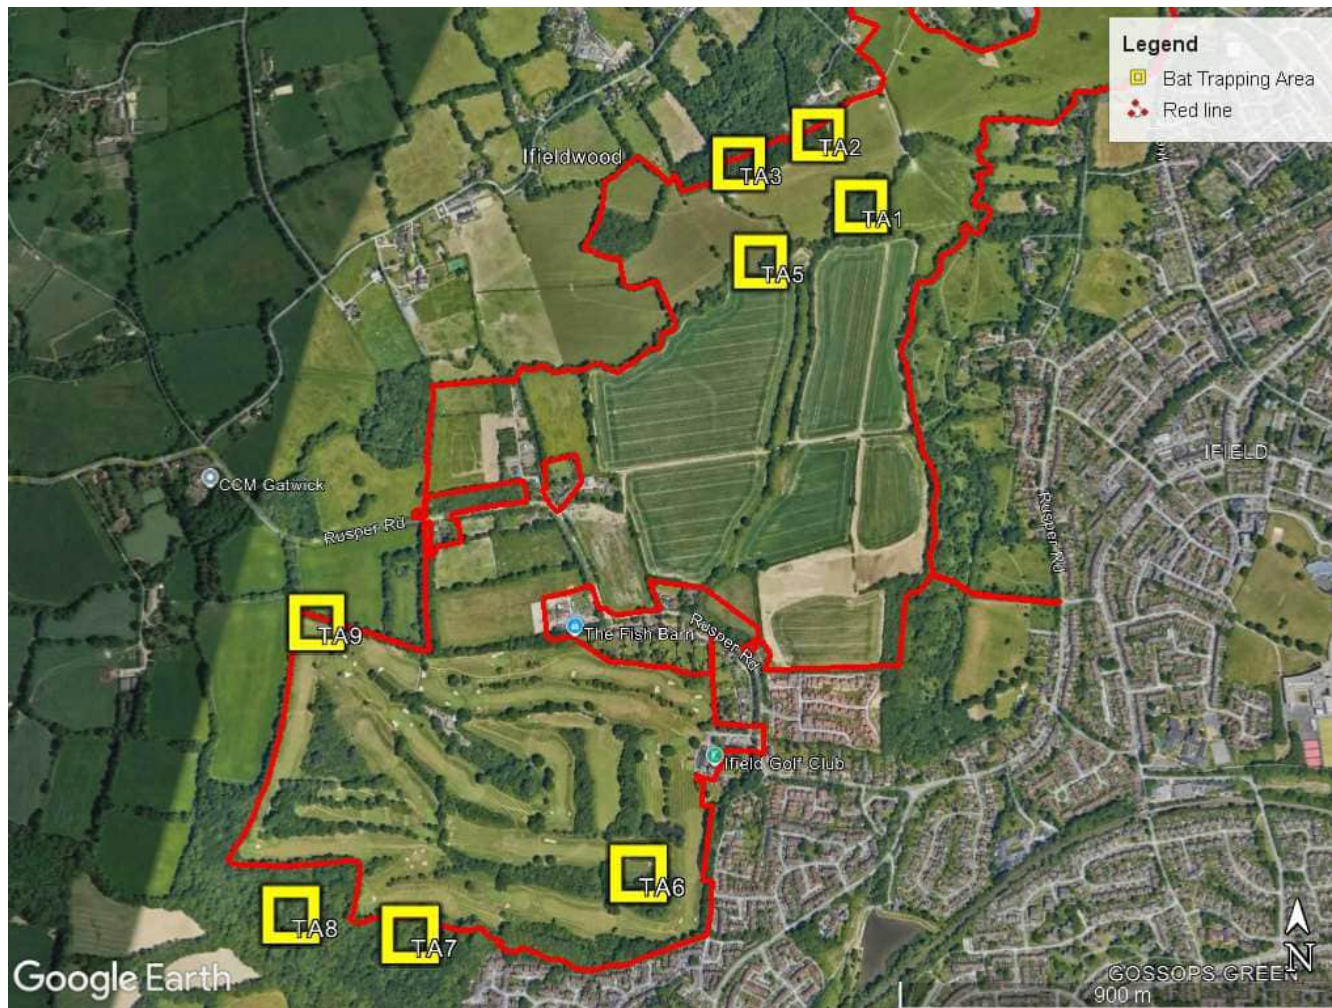 Legend
Bat Trapping Area
Red line
Ifieldwood
TA2
TA3
TA1
TA5
IFIELD
CCM Gatwick
Rusper Rd
Rusper Rd
TA9
The Fish Barn
Rusper Rd
Ifield Golf Club
TA6
TA8
TA7
N
Google Earth
GOSSOPS GREEN
900 m